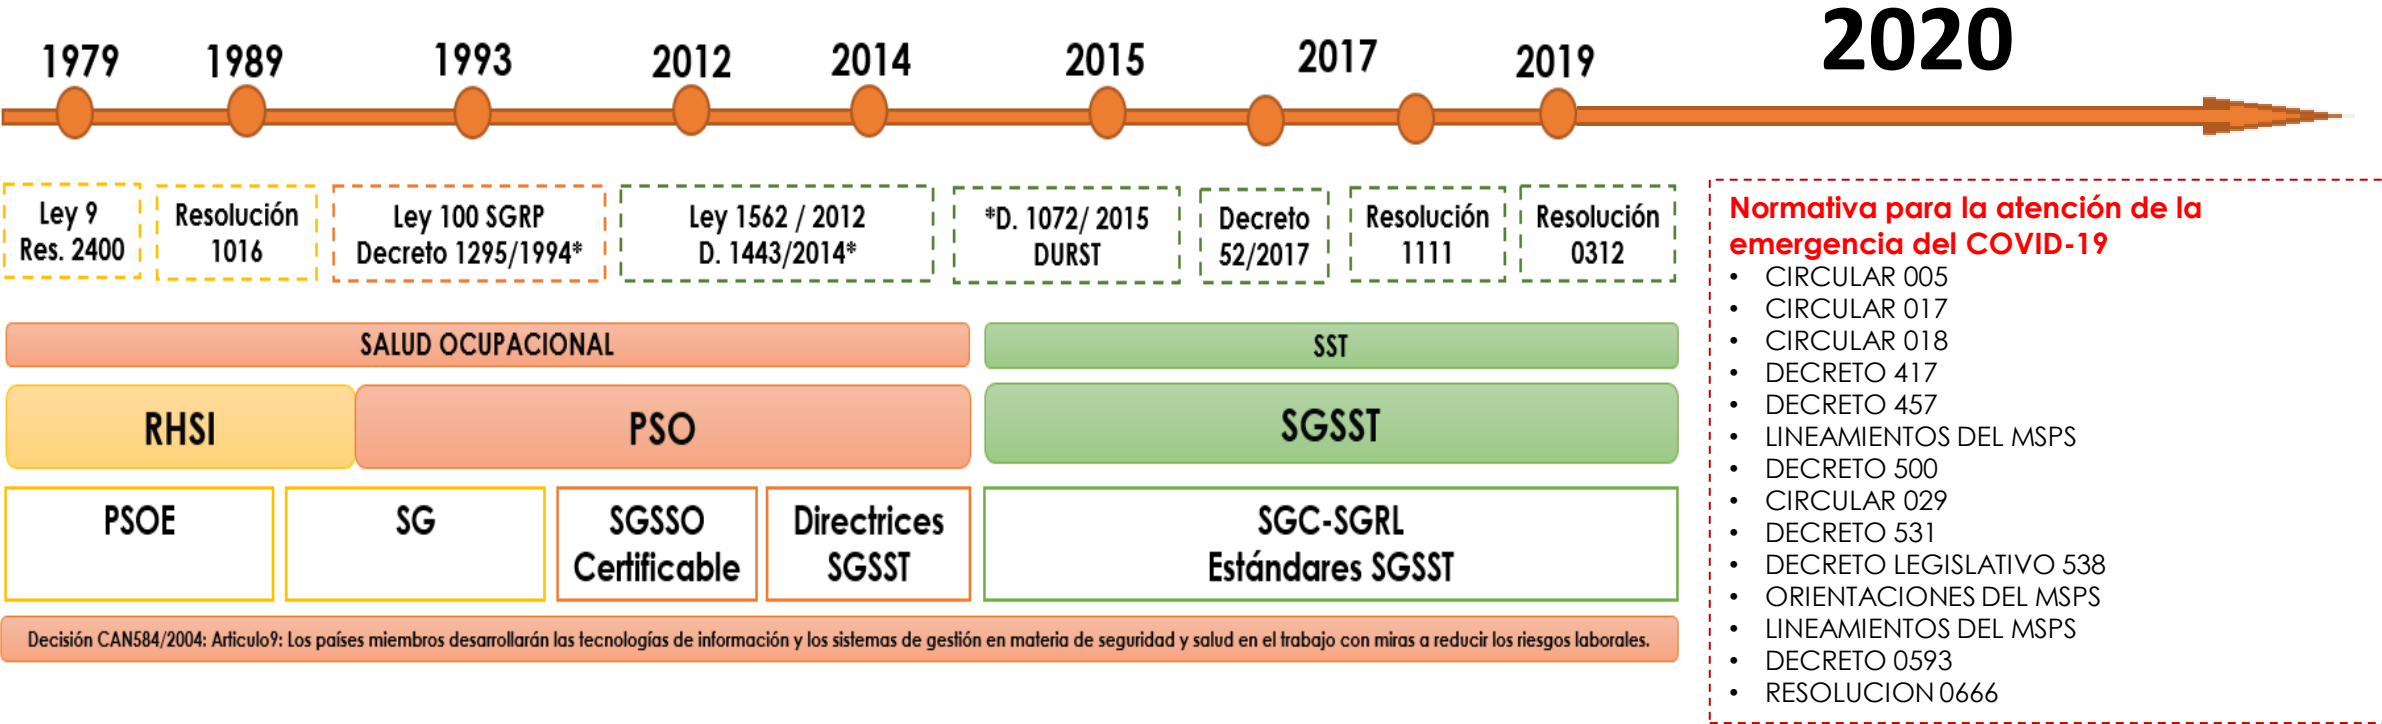 1979
1989
1993
2012
2014
2015
2017
2019
2020
Ley 9
Res. 2400
Resolución
1016
Ley 100 SGRP
Decreto 1295/1994*
Ley 1562 / 2012
D. 1443/2014*
*D. 1072/ 2015
DURST
Decreto
52/2017
Resolución
1111
Resolución
0312
SALUD OCUPACIONAL
SST
RHSI
PSO
SGSST
PSOE
SG
SGSSO
Certificable
Directrices
SGSST
SGC-SGRL
Estándares SGSST
Decisión CAN584/2004: Articulo9: Los países miembros desarrollarán las tecnologías de información y los sistemas de gestión en materia de seguridad y salud en el trabajo con miras a reducir los riesgos laborales.
Normativa para la atención de la
emergencia del COVID-19
• CIRCULAR 005
• CIRCULAR 017
• CIRCULAR 018
• DECRETO 417
• DECRETO 457
• LINEAMIENTOS DEL MSPS
• DECRETO 500
• CIRCULAR 029
• DECRETO 531
• DECRETO LEGISLATIVO 538
• ORIENTACIONES DEL MSPS
• LINEAMIENTOS DEL MSPS
• DECRETO 0593
• RESOLUCION 0666